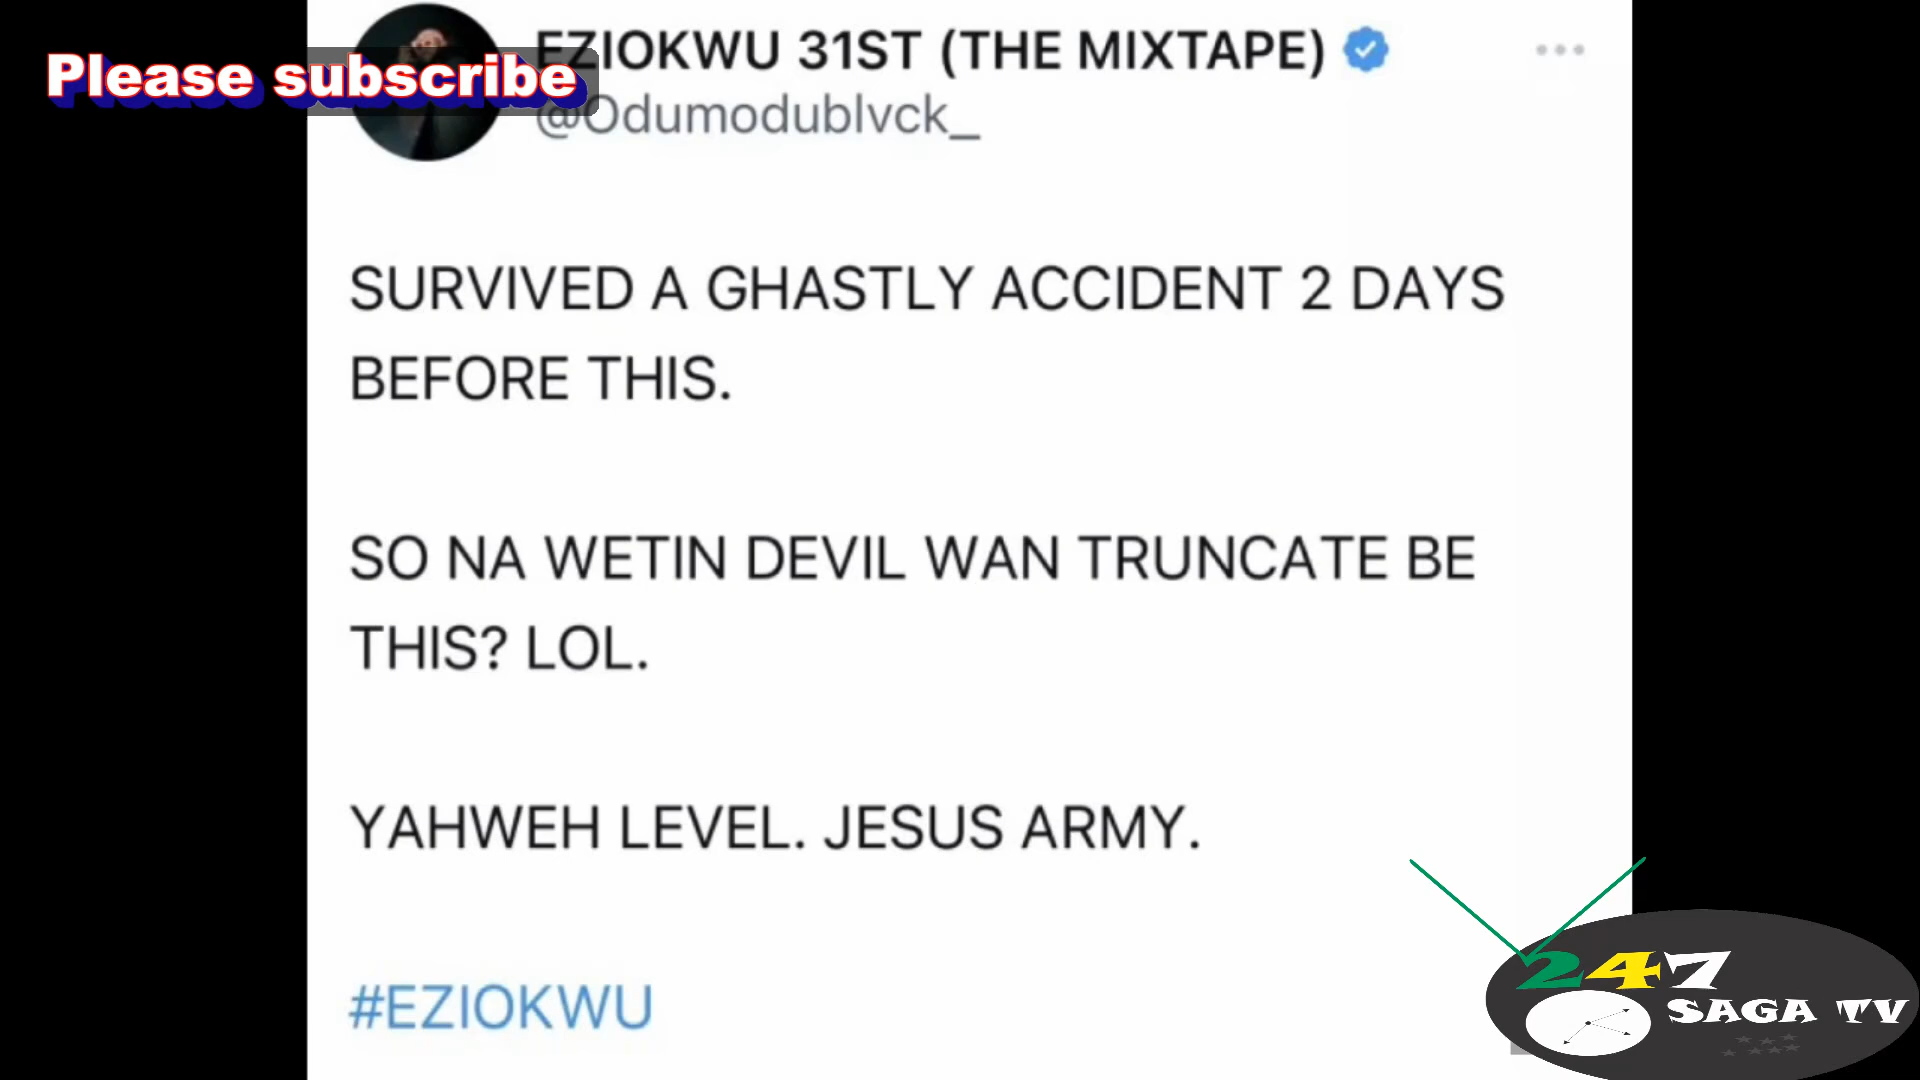 Please subscribe
EZIOKWU 31ST (THE MIXTAPE)
@Odumodublvck_
SURVIVED A GHASTLY ACCIDENT 2 DAYS
BEFORE THIS.
SO NA WETIN DEVIL WAN TRUNCATE BE
THIS? LOL.
YAHWEH LEVEL. JESUS ARMY.
#EZIOKWU
247
SAGA TV